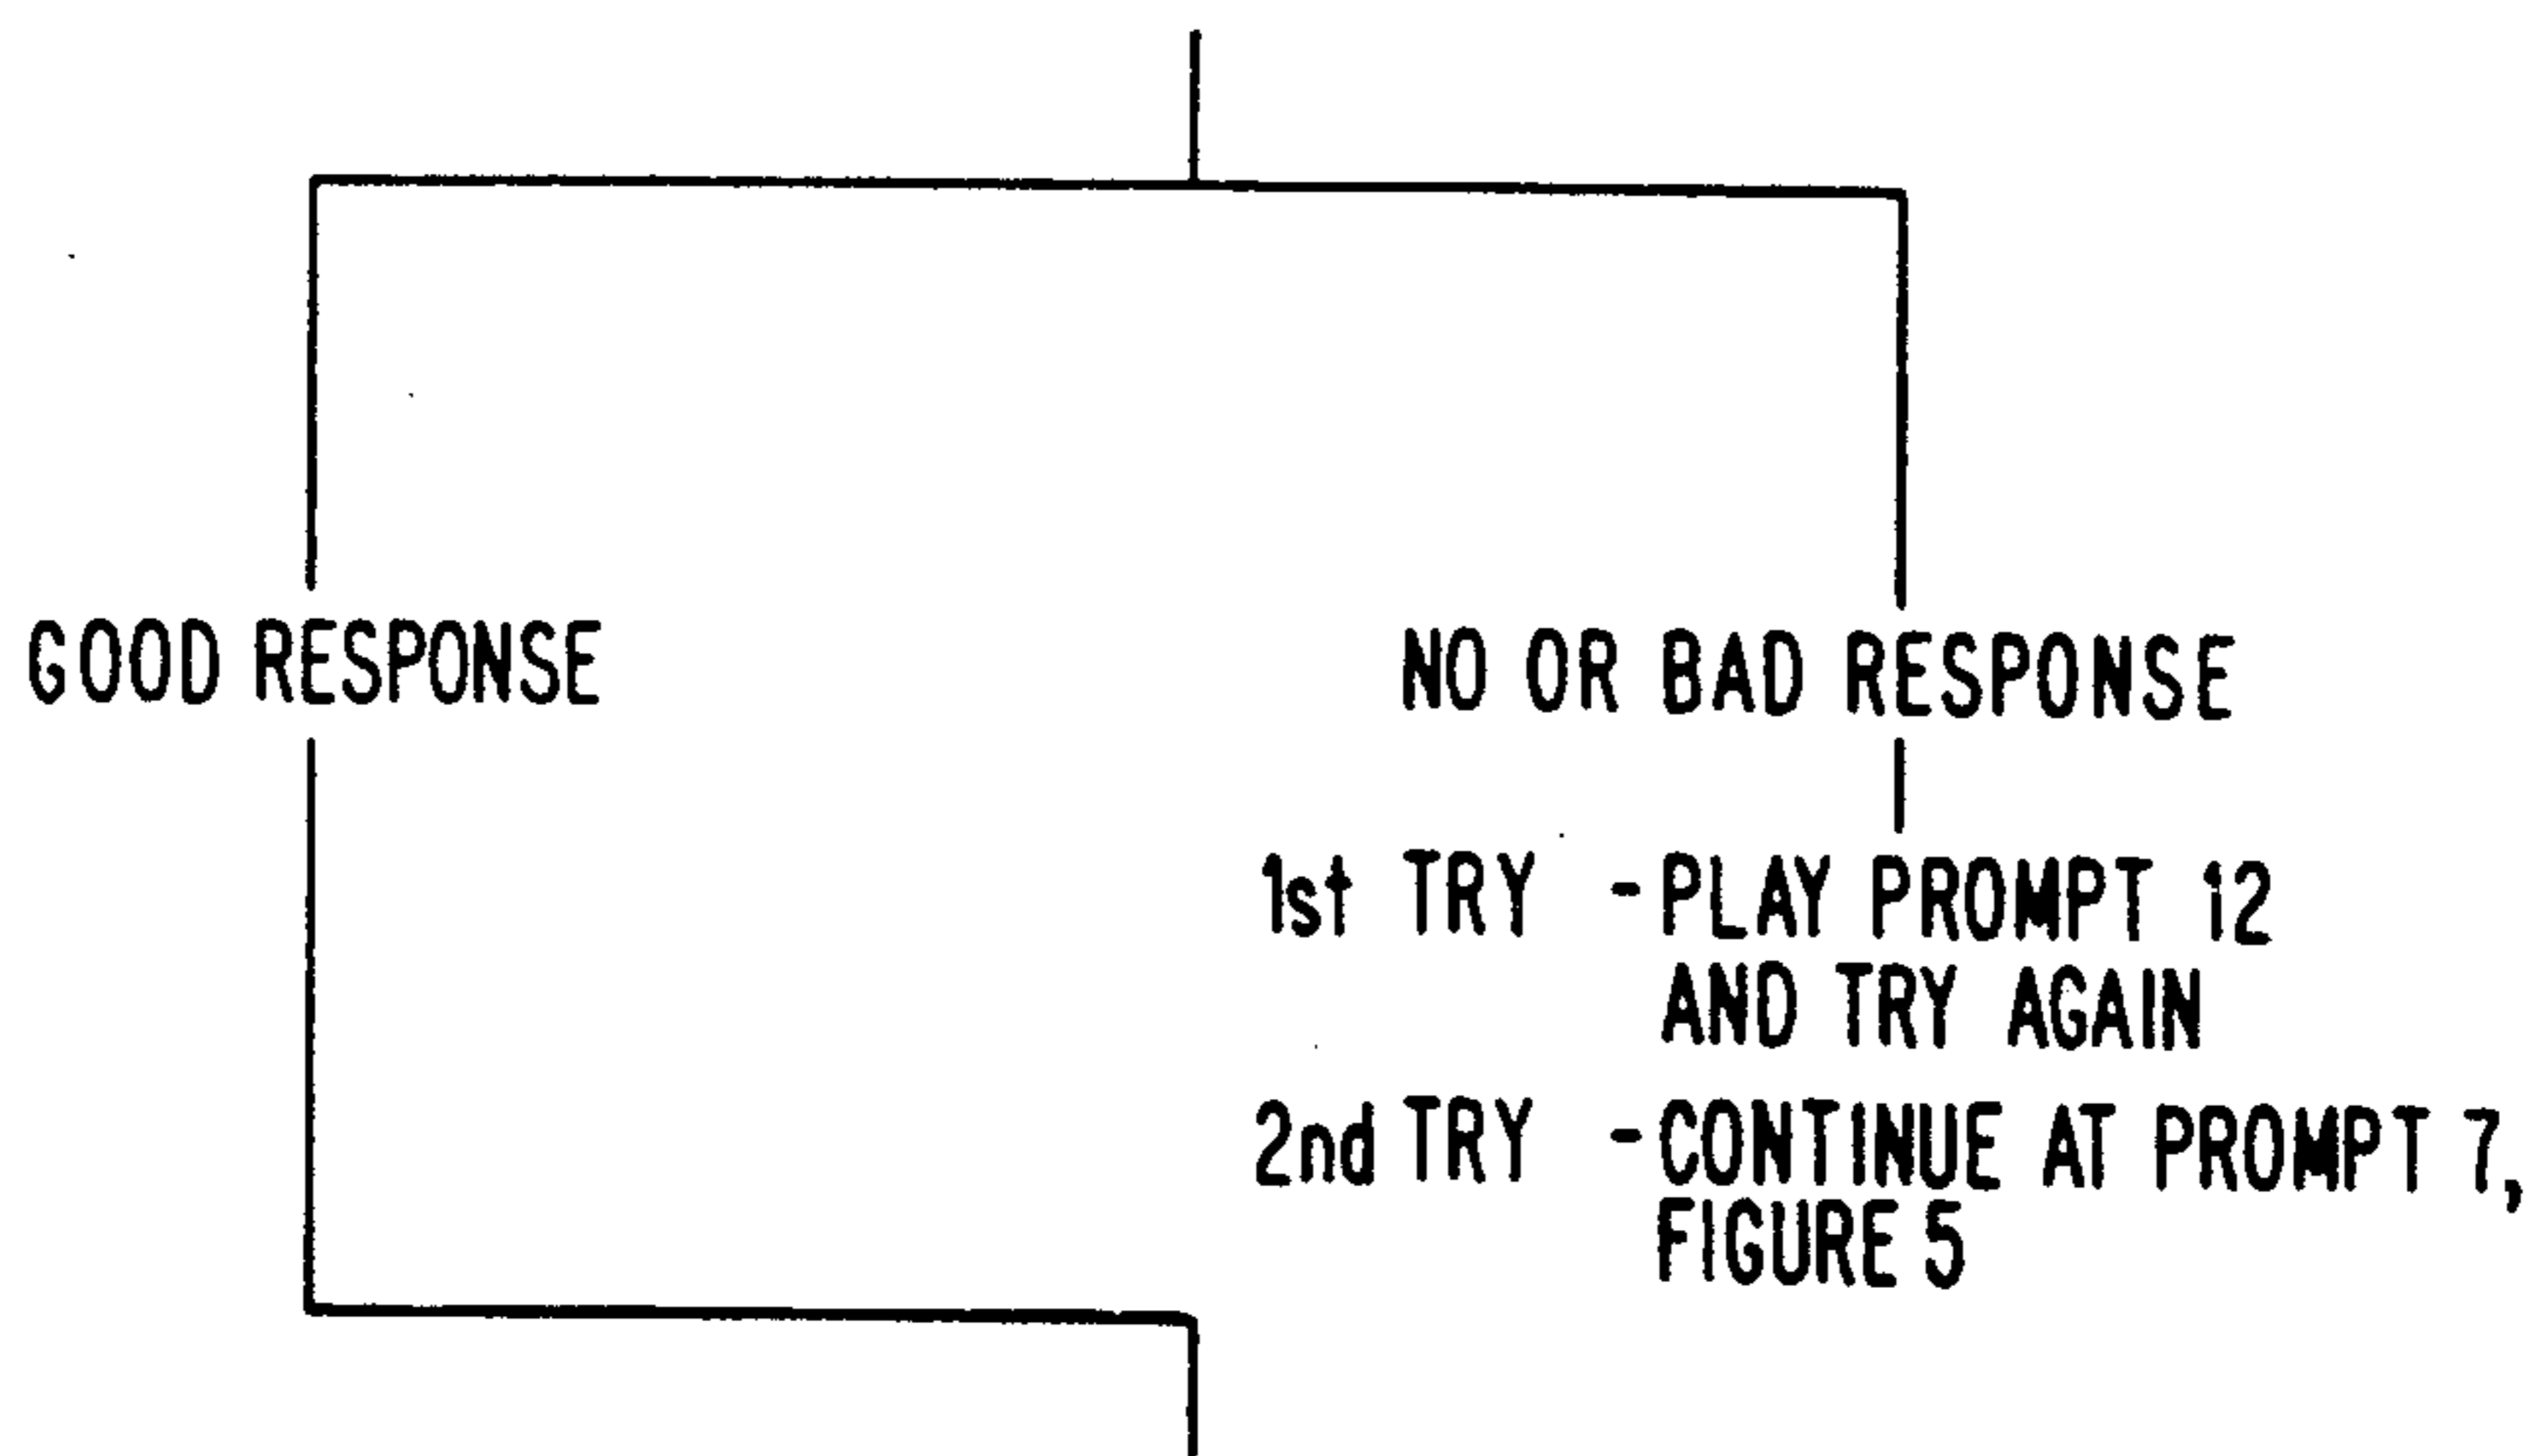 GOOD RESPONSE
NO OR BAD RESPONSE
1st TRY - PLAY PROMPT 12
AND TRY AGAIN
2nd TRY - CONTINUE AT PROMPT 7,
FIGURE 5